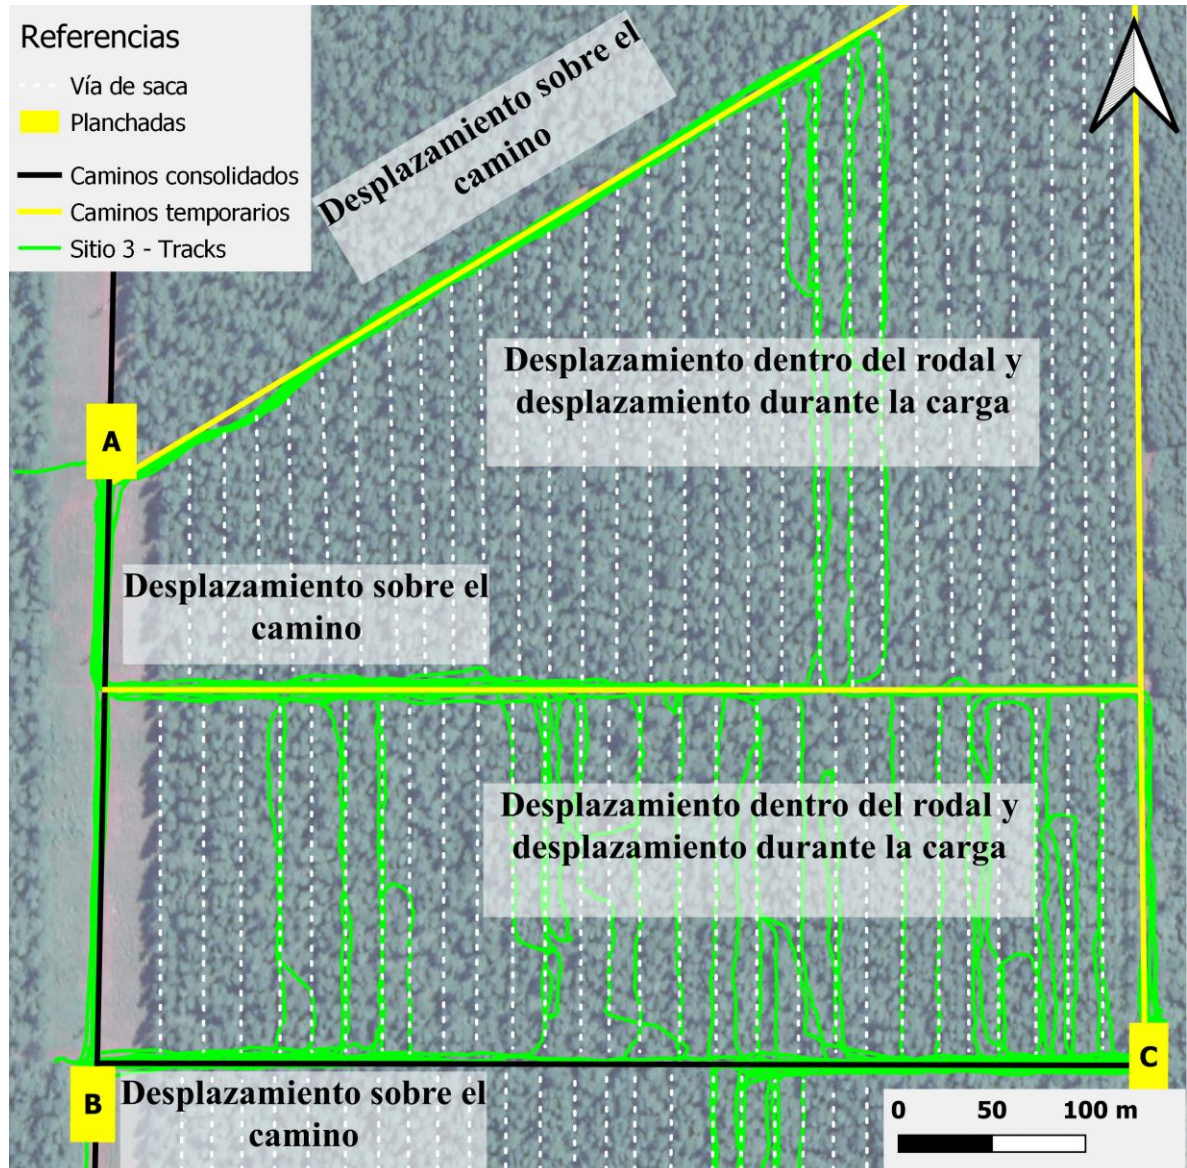 Referencias
Vía de saca
Planchadas
Caminos consolidados
Caminos temporarios
Sitio 3 - Tracks
Desplazamiento sobre el
camino
Desplazamiento dentro del rodal y
desplazamiento durante la carga
A
Desplazamiento sobre el
camino
Desplazamiento dentro del rodal y
desplazamiento durante la carga
C
B
Desplazamiento sobre el
camino
0 50 100 m